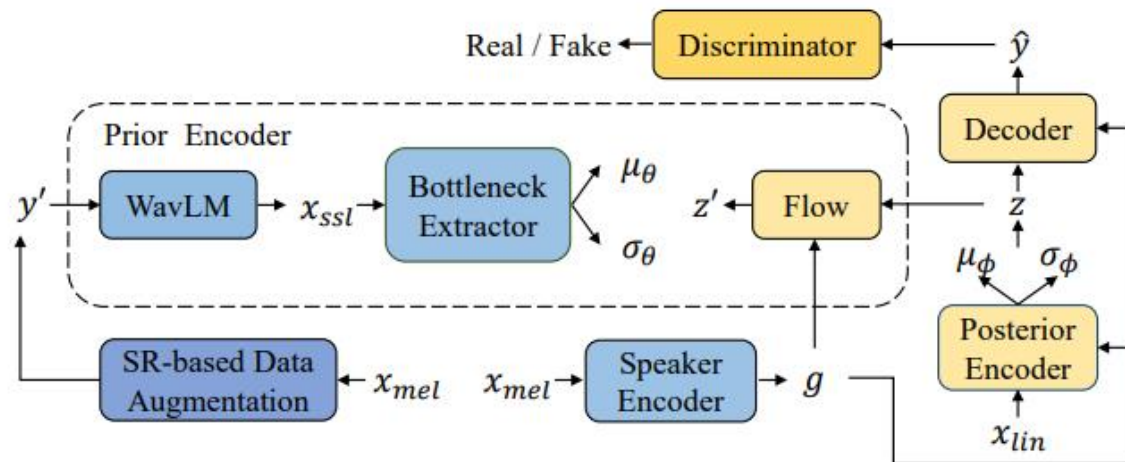 Real / Fake
Discriminator
ŷ
Prior Encoder
Decoder
y′
WavLM
x_ssl
Bottleneck
Extractor
μ_θ
σ_θ
z′
Flow
z
μ_ϕ
σ_ϕ
Posterior
Encoder
SR-based Data
Augmentation
x_mel
x_mel
Speaker
Encoder
g
x_lin